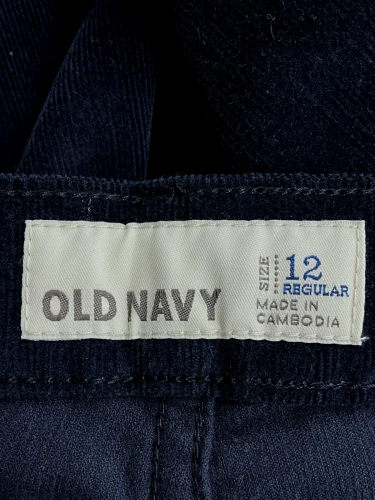 OLD NAVY
SIZE
12
REGULAR
MADE IN
CAMBODIA